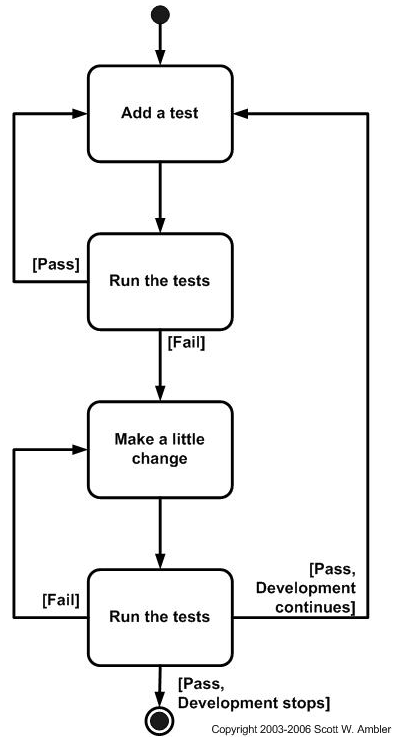 Add a test
[Pass]
Run the tests
[Fail]
Make a little
change
[Fail]
Run the tests
[Pass,
Development
continues]
[Pass,
Development stops]
Copyright 2003-2006 Scott W. Ambler